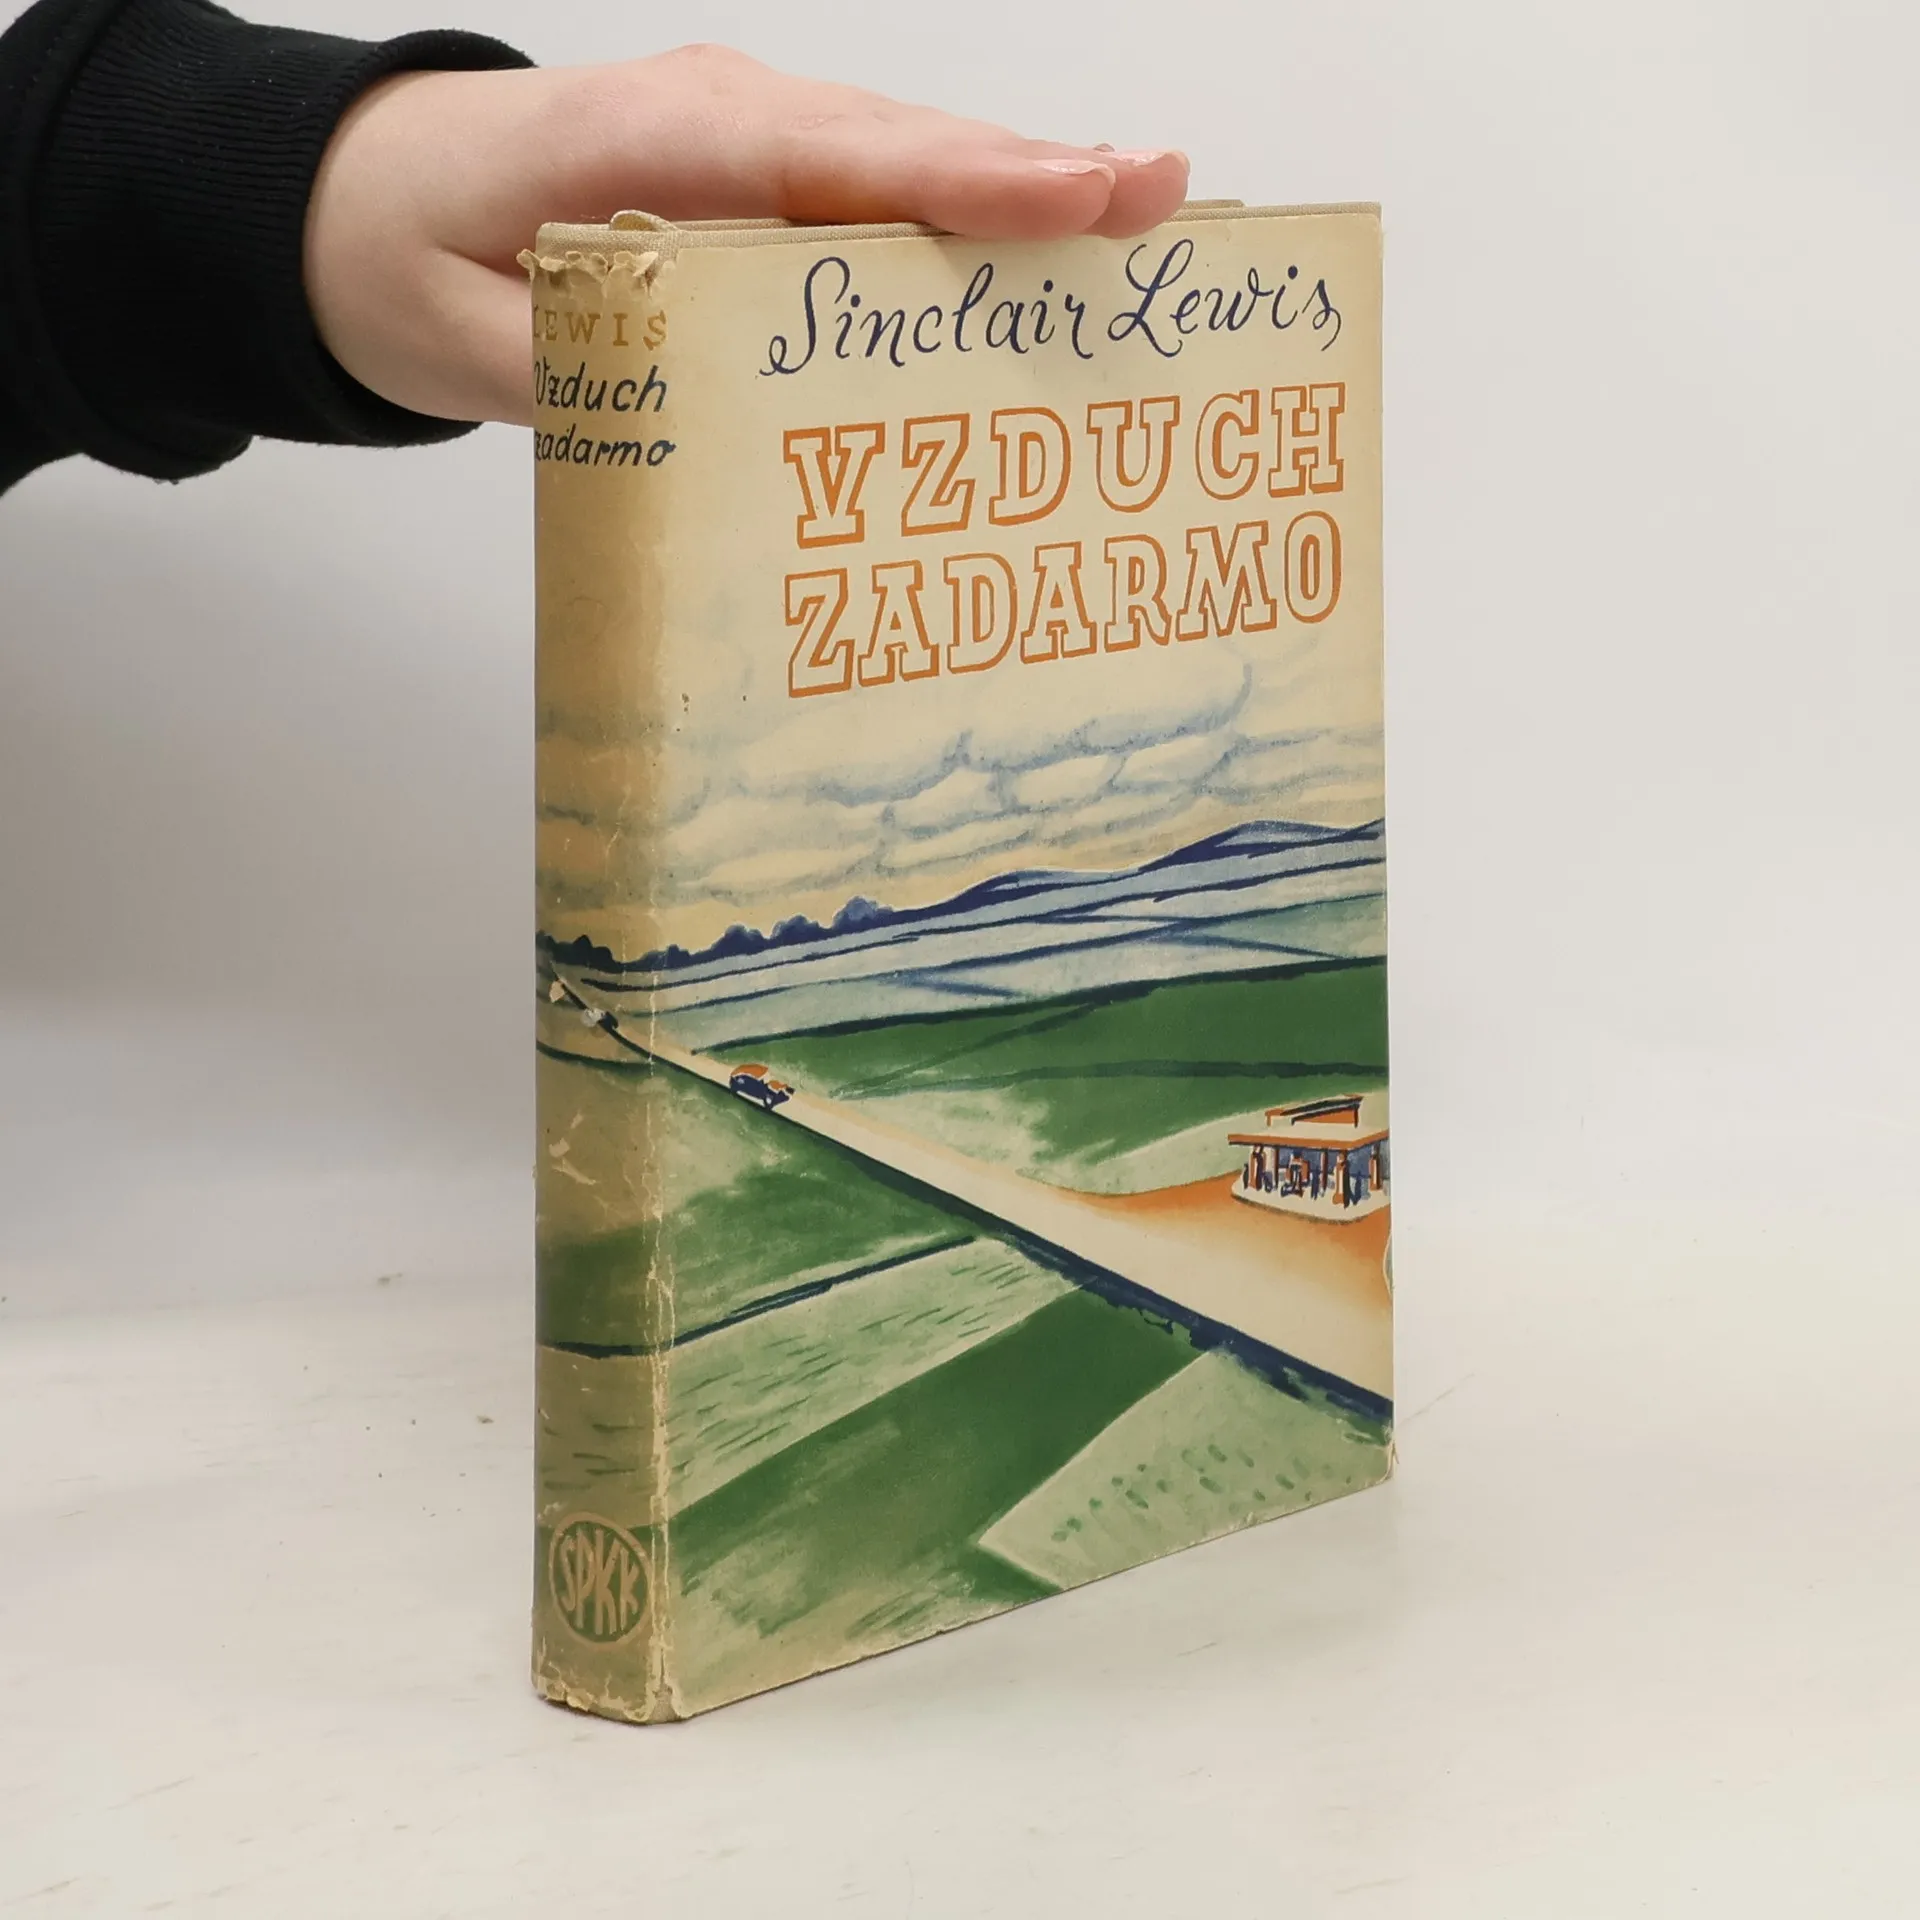 Sinclair Lewis
VZDUCH
ZADARMO
LEWIS
Vzduch
zadarmo
SPKK